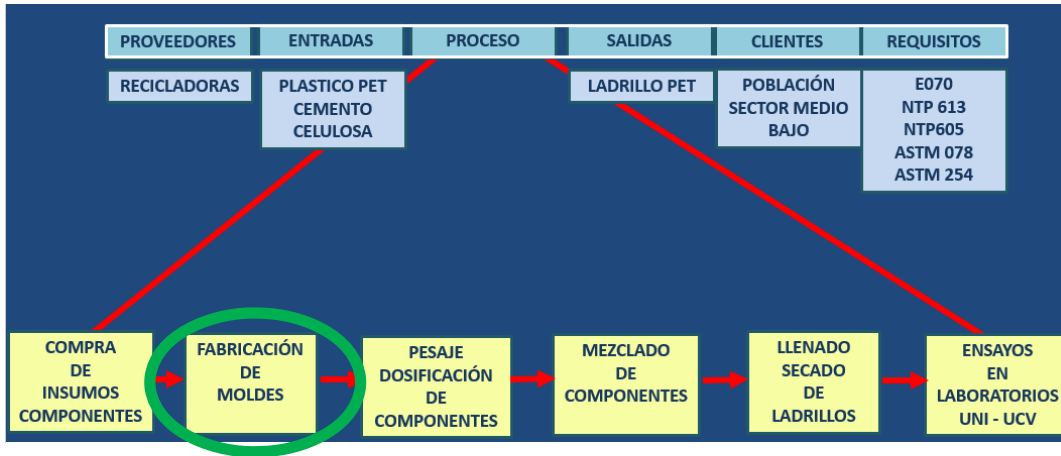 PROVEEDORES
ENTRADAS
PROCESO
SALIDAS
CLIENTES
REQUISITOS
RECICLADORAS
PLASTICO PET
CEMENTO
CELULOSA
LADRILLO PET
POBLACIÓN
SECTOR MEDIO
BAJO
E070
NTP 613
NTP605
ASTM 078
ASTM 254
COMPRA
DE
INSUMOS
COMPONENTES
FABRICACIÓN
DE
MOLDES
PESAJE
DOSIFICACIÓN
DE
COMPONENTES
MEZCLADO
DE
COMPONENTES
LLENADO
SECADO
DE
LADRILLOS
ENSAYOS
EN
LABORATORIOS
UNI - UCV